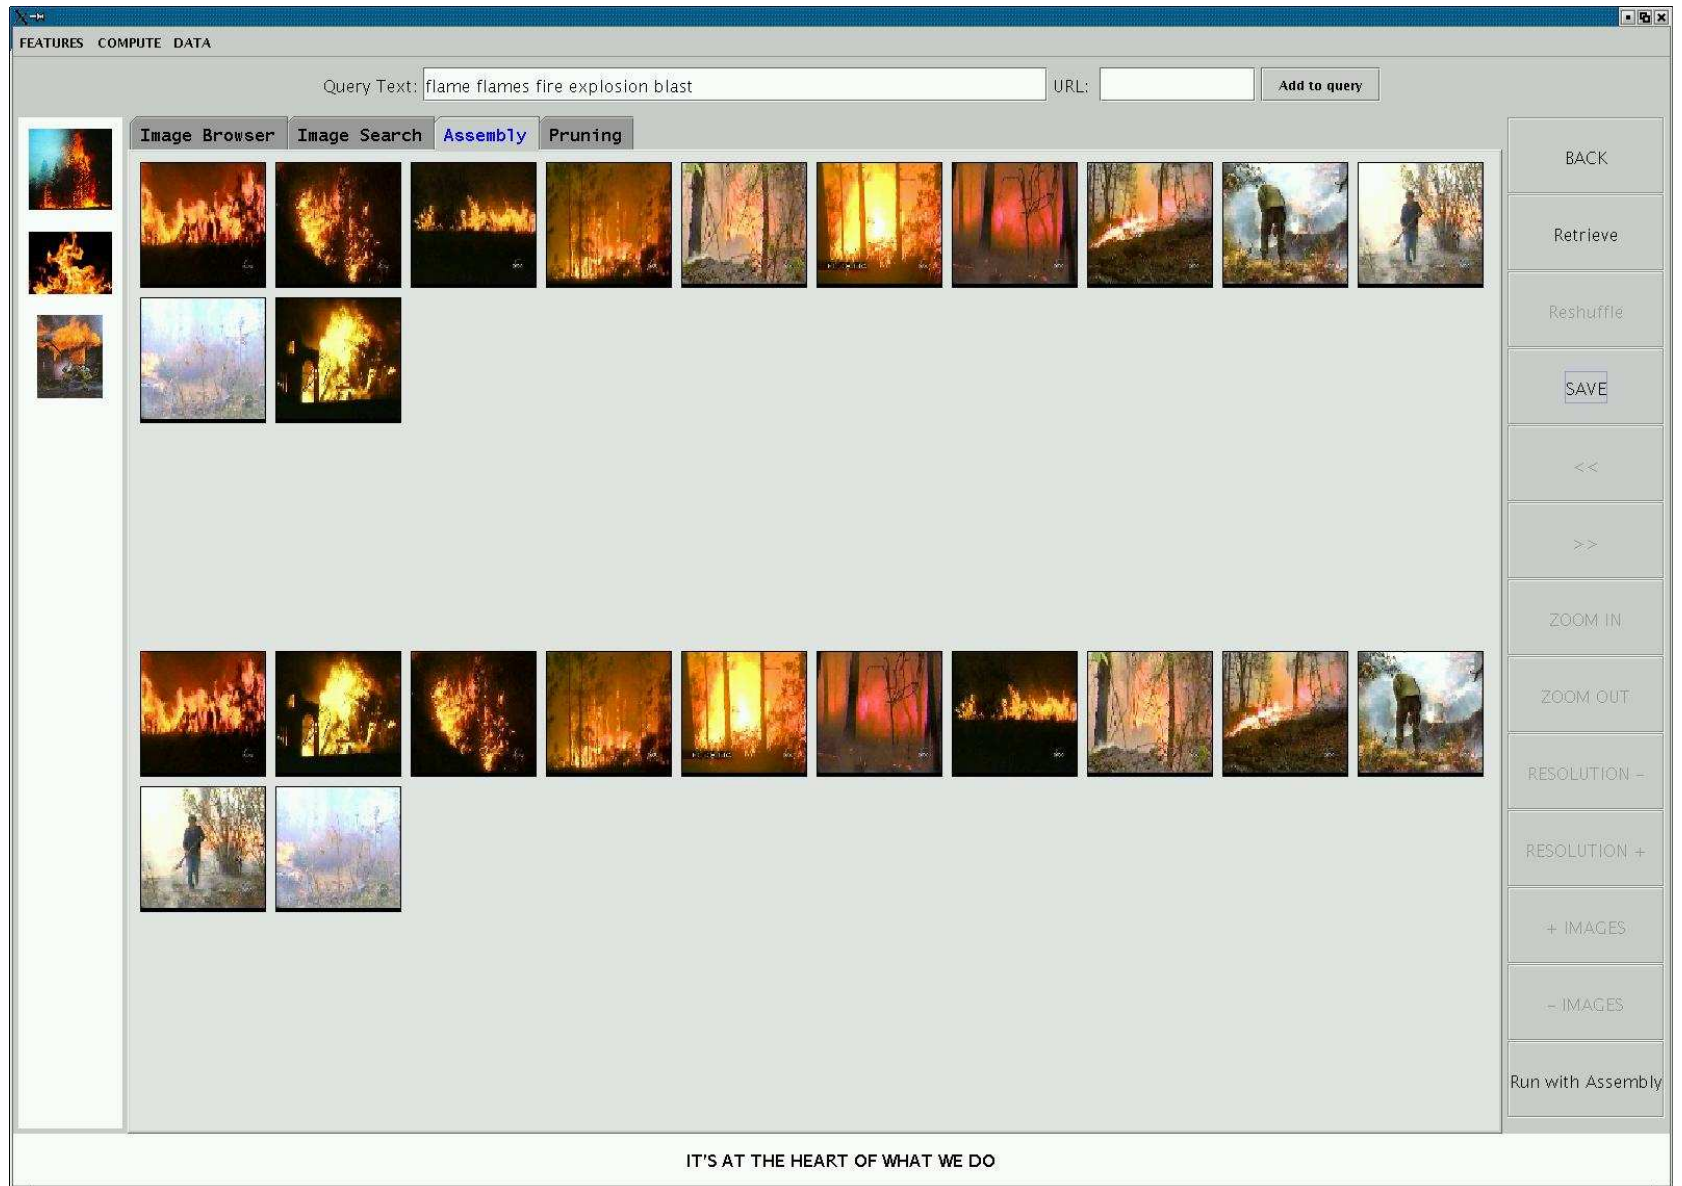 FEATURES COMPUTE DATA
Query Text: flame flames fire explosion blast URL: Add to query
Image Browser Image Search Assembly Pruning
BACK
Retrieve
Reshuffle
SAVE
<<
>>
ZOOM IN
ZOOM OUT
RESOLUTION –
RESOLUTION +
+ IMAGES
– IMAGES
Run with Assembly
IT'S AT THE HEART OF WHAT WE DO